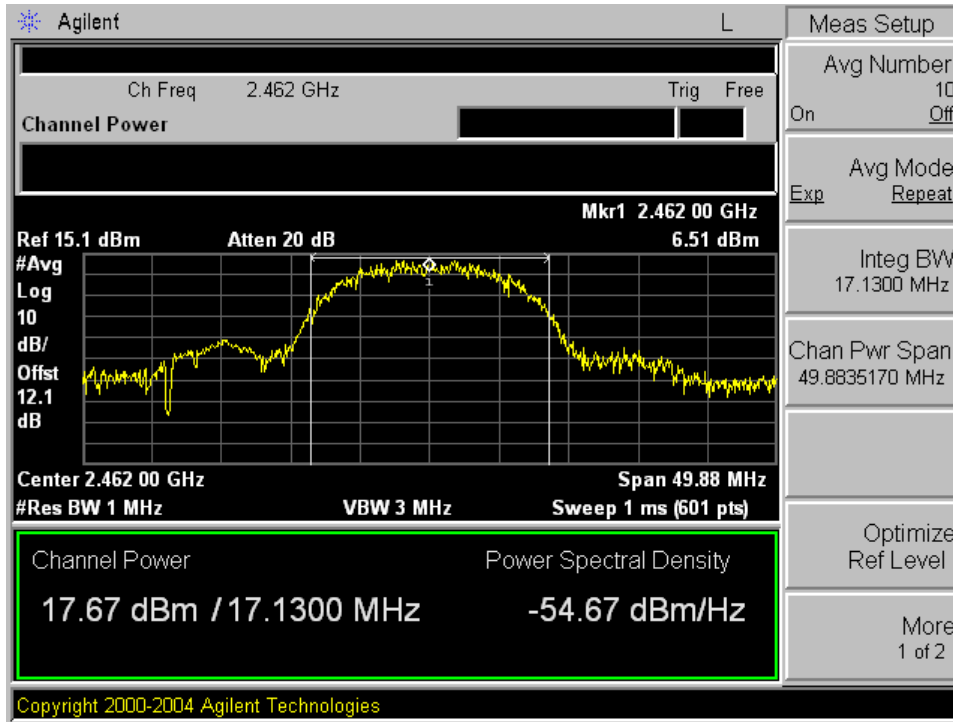 Agilent L Meas Setup
Ch Freq 2.462 GHz Trig Free
Channel Power
Mkr1 2.462 00 GHz
Ref 15.1 dBm Atten 20 dB 6.51 dBm
#Avg
Log
10
dB/
Offst
12.1
dB
1
Center 2.462 00 GHz Span 49.88 MHz
#Res BW 1 MHz VBW 3 MHz Sweep 1 ms (601 pts)
Channel Power Power Spectral Density
17.67 dBm / 17.1300 MHz -54.67 dBm/Hz
Copyright 2000-2004 Agilent Technologies
Avg Number
10
On Off
Avg Mode
Exp Repeat
Integ BW
17.1300 MHz
Chan Pwr Span
49.8835170 MHz
Optimize
Ref Level
More
1 of 2